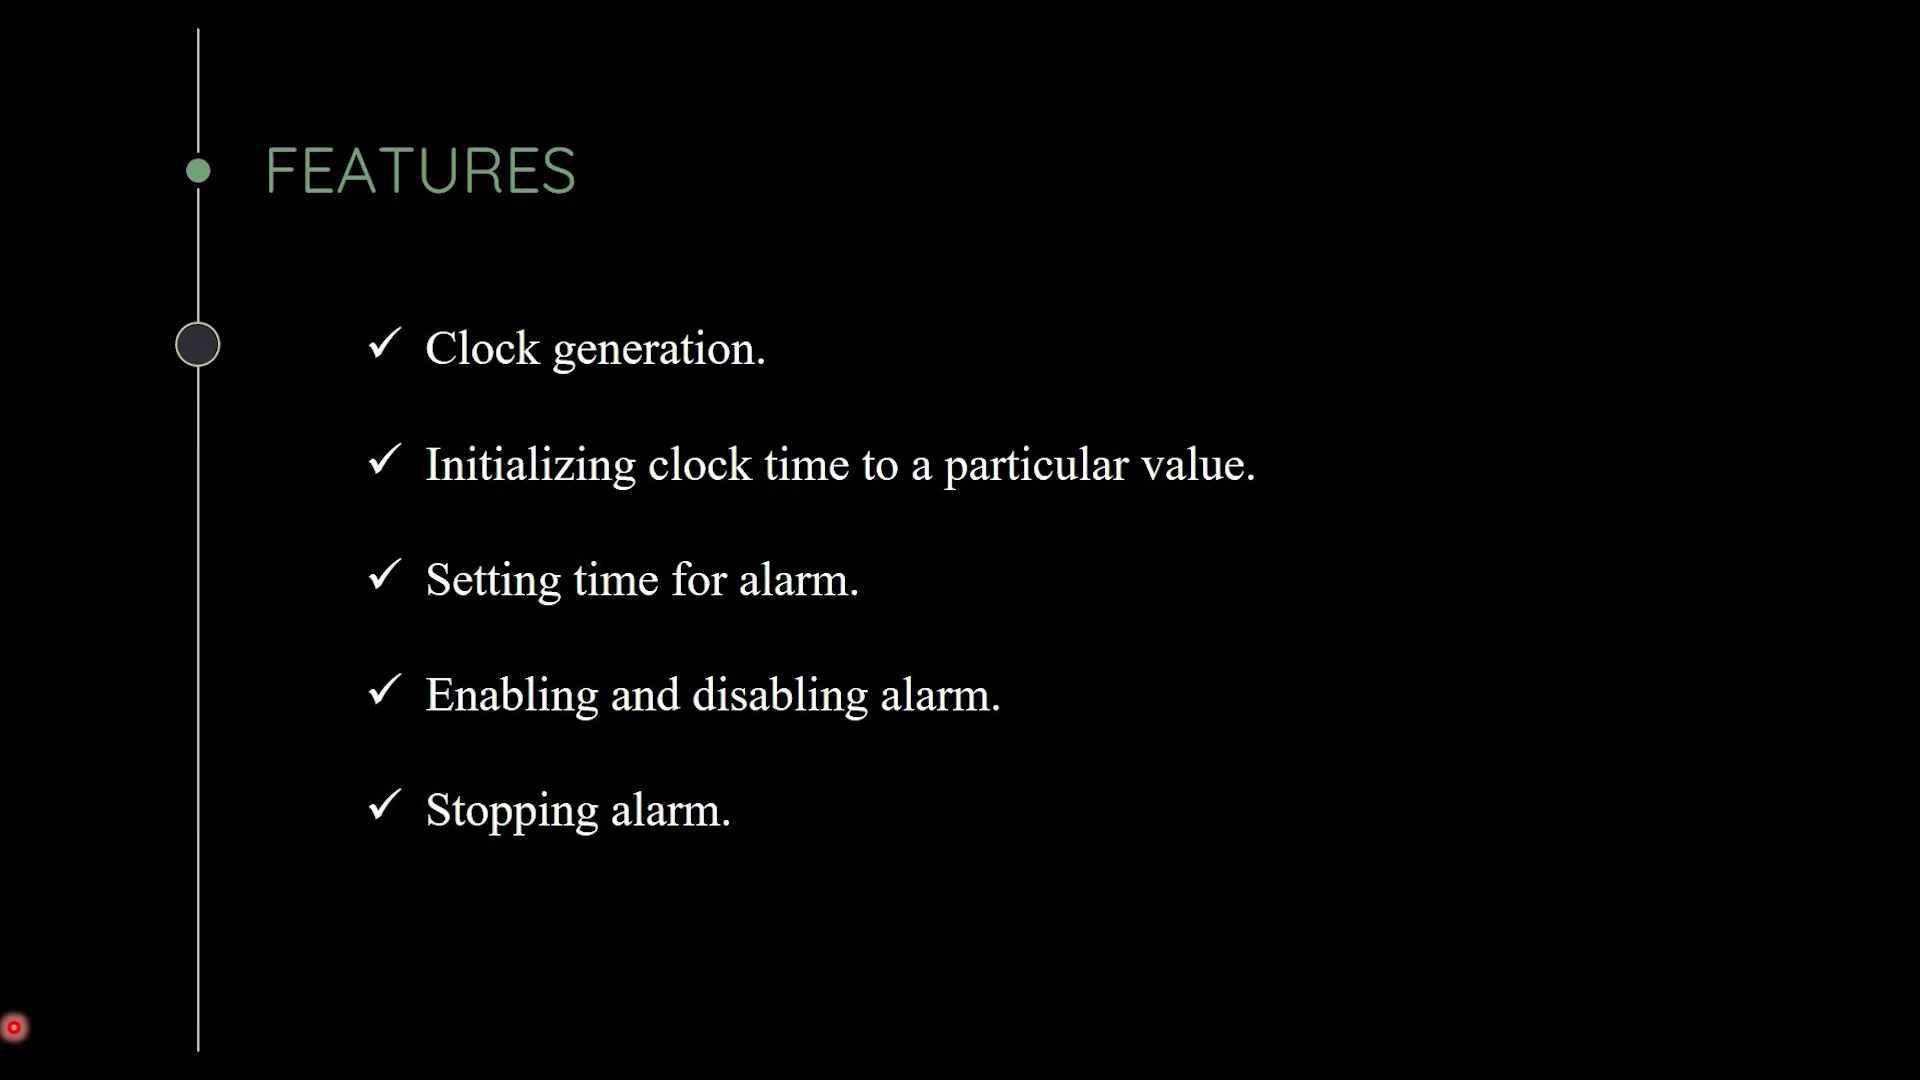 FEATURES
✓ Clock generation.
✓ Initializing clock time to a particular value.
✓ Setting time for alarm.
✓ Enabling and disabling alarm.
✓ Stopping alarm.